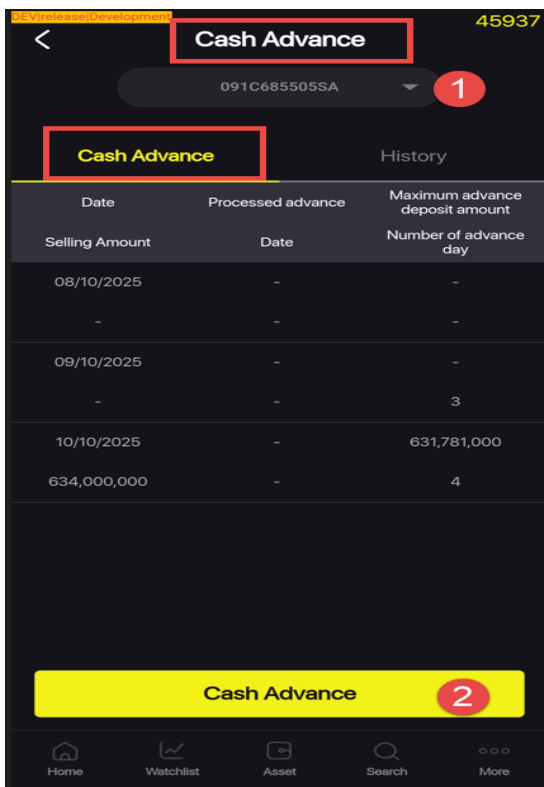 DEV|release|Development
45937
Cash Advance
091C685505SA
1
Cash Advance History
Date Processed advance Maximum advance
deposit amount
Selling Amount Date Number of advance
day
08/10/2025 - -
- - -
09/10/2025 - -
- - 3
10/10/2025 - 631,781,000
634,000,000 - 4
Cash Advance 2
Home Watchlist Asset Search More